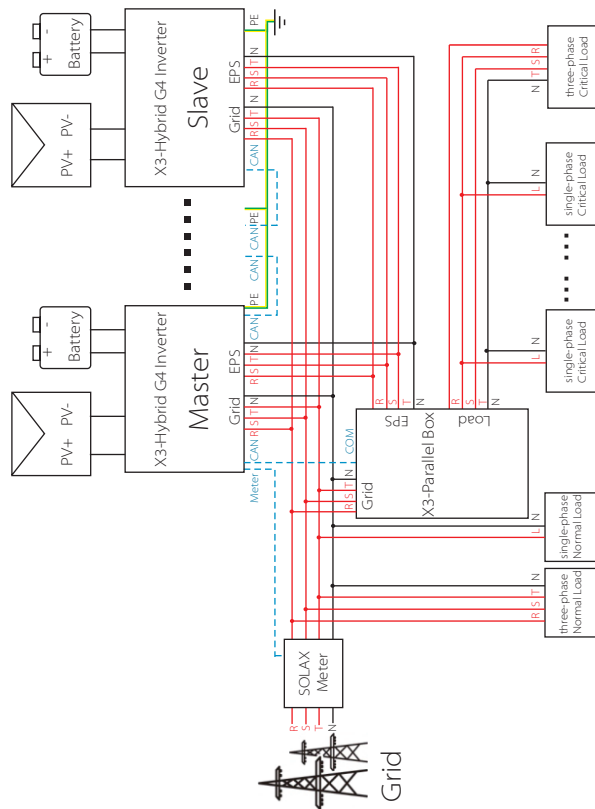 Battery
+ -
PV+ PV-
X3-Hybrid G4 Inverter
Master
Meter
CAN
R S T N
Grid
R S T N
EPS
CAN
PE
CAN
CAN
PE
Battery
+ -
PV+ PV-
X3-Hybrid G4 Inverter
Slave
CAN
R S T N
Grid
R S T N
EPS
PE
Grid
R
S
T
N
SOLAX
Meter
COM
R S T N
Grid
X3-Parallel Box
EPS
R
S
T
N
Load
R
S
T
N
R S T N
three-phase
Normal Load
L N
single-phase
Normal Load
L N
single-phase
Critical Load
L N
single-phase
Critical Load
N T S R
three-phase
Critical Load